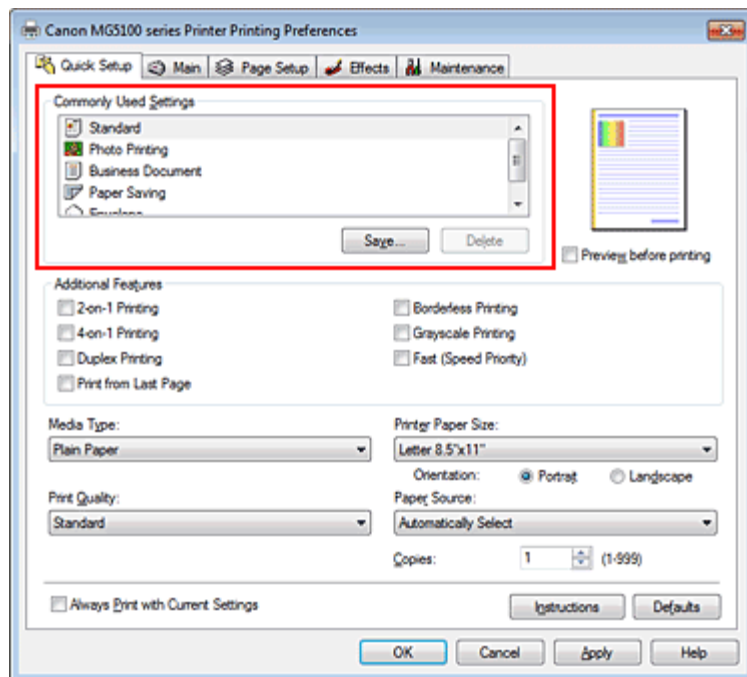 Canon MG5100 series Printer Printing Preferences
Quick Setup Main Page Setup Effects Maintenance
Commonly Used Settings
Standard
Photo Printing
Business Document
Paper Saving
Envelope
Save... Delete
Preview before printing
Additional Features
2-on-1 Printing
4-on-1 Printing
Duplex Printing
Print from Last Page
Borderless Printing
Grayscale Printing
Fast (Speed Priority)
Media Type:
Plain Paper
Printer Paper Size:
Letter 8.5"x11"
Orientation: Portrait Landscape
Print Quality:
Standard
Paper Source:
Automatically Select
Copies: 1 (1-999)
Always Print with Current Settings
Instructions Defaults
OK Cancel Apply Help